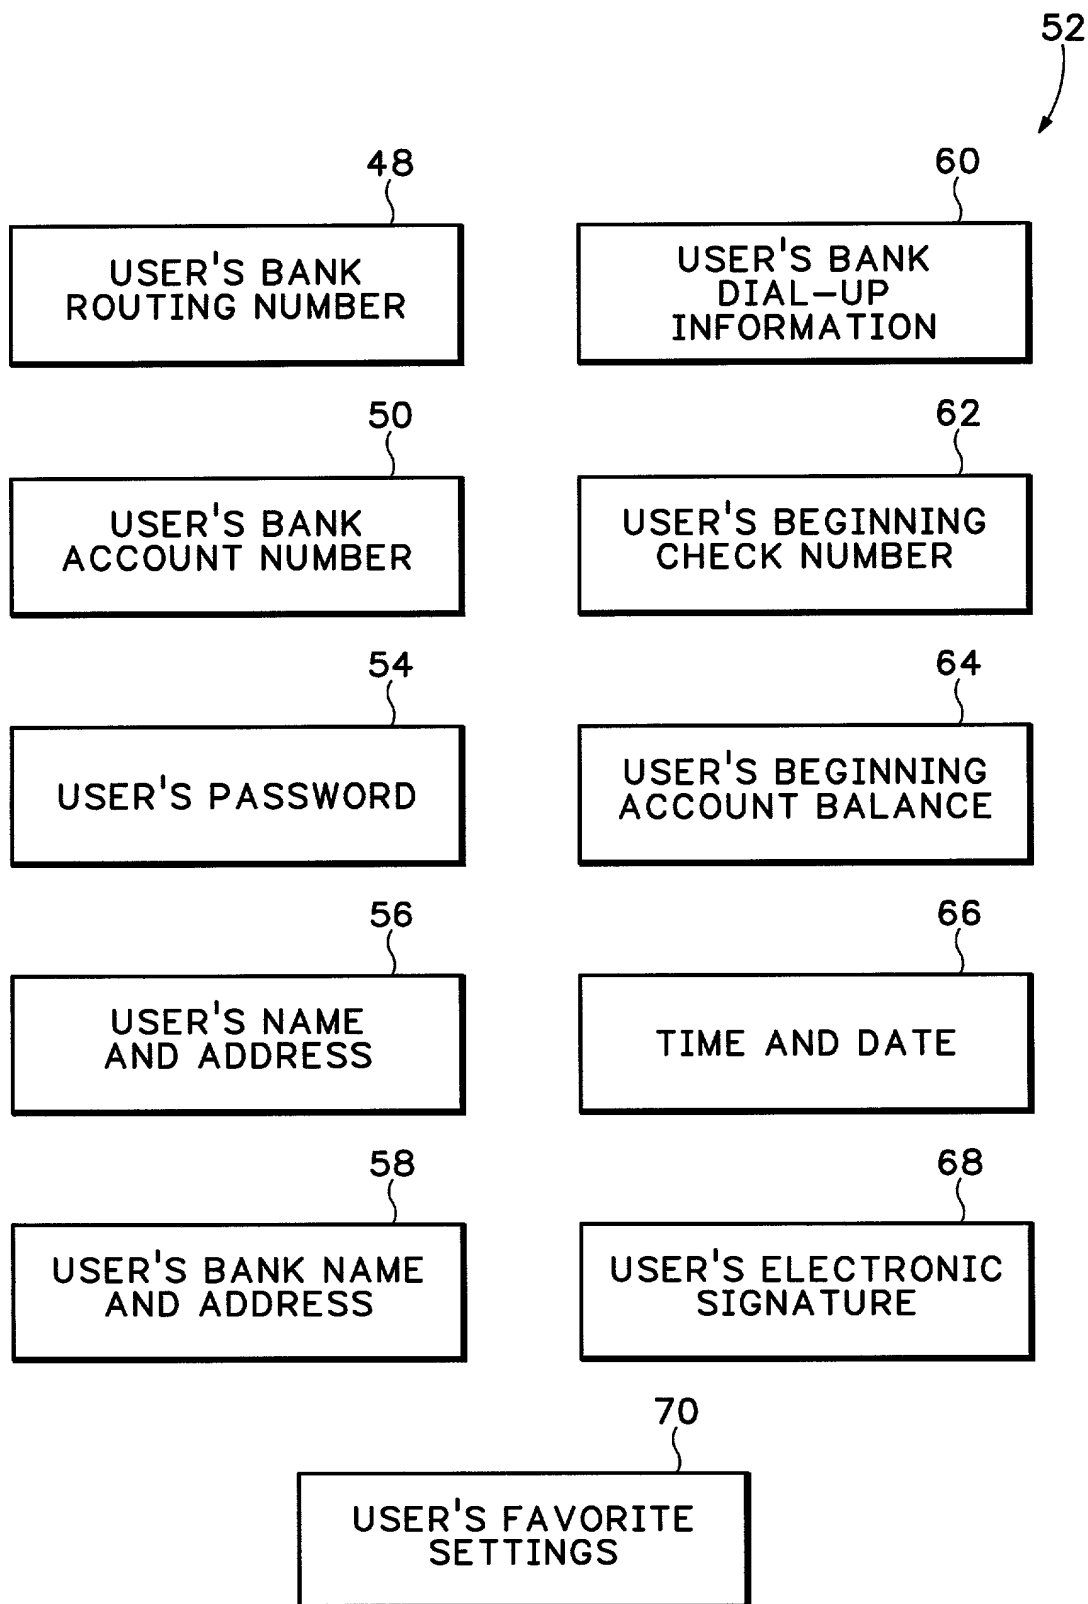 52
48
USER'S BANK
ROUTING NUMBER
60
USER'S BANK
DIAL-UP
INFORMATION
50
USER'S BANK
ACCOUNT NUMBER
62
USER'S BEGINNING
CHECK NUMBER
54
USER'S PASSWORD
64
USER'S BEGINNING
ACCOUNT BALANCE
56
USER'S NAME
AND ADDRESS
66
TIME AND DATE
58
USER'S BANK NAME
AND ADDRESS
68
USER'S ELECTRONIC
SIGNATURE
70
USER'S FAVORITE
SETTINGS